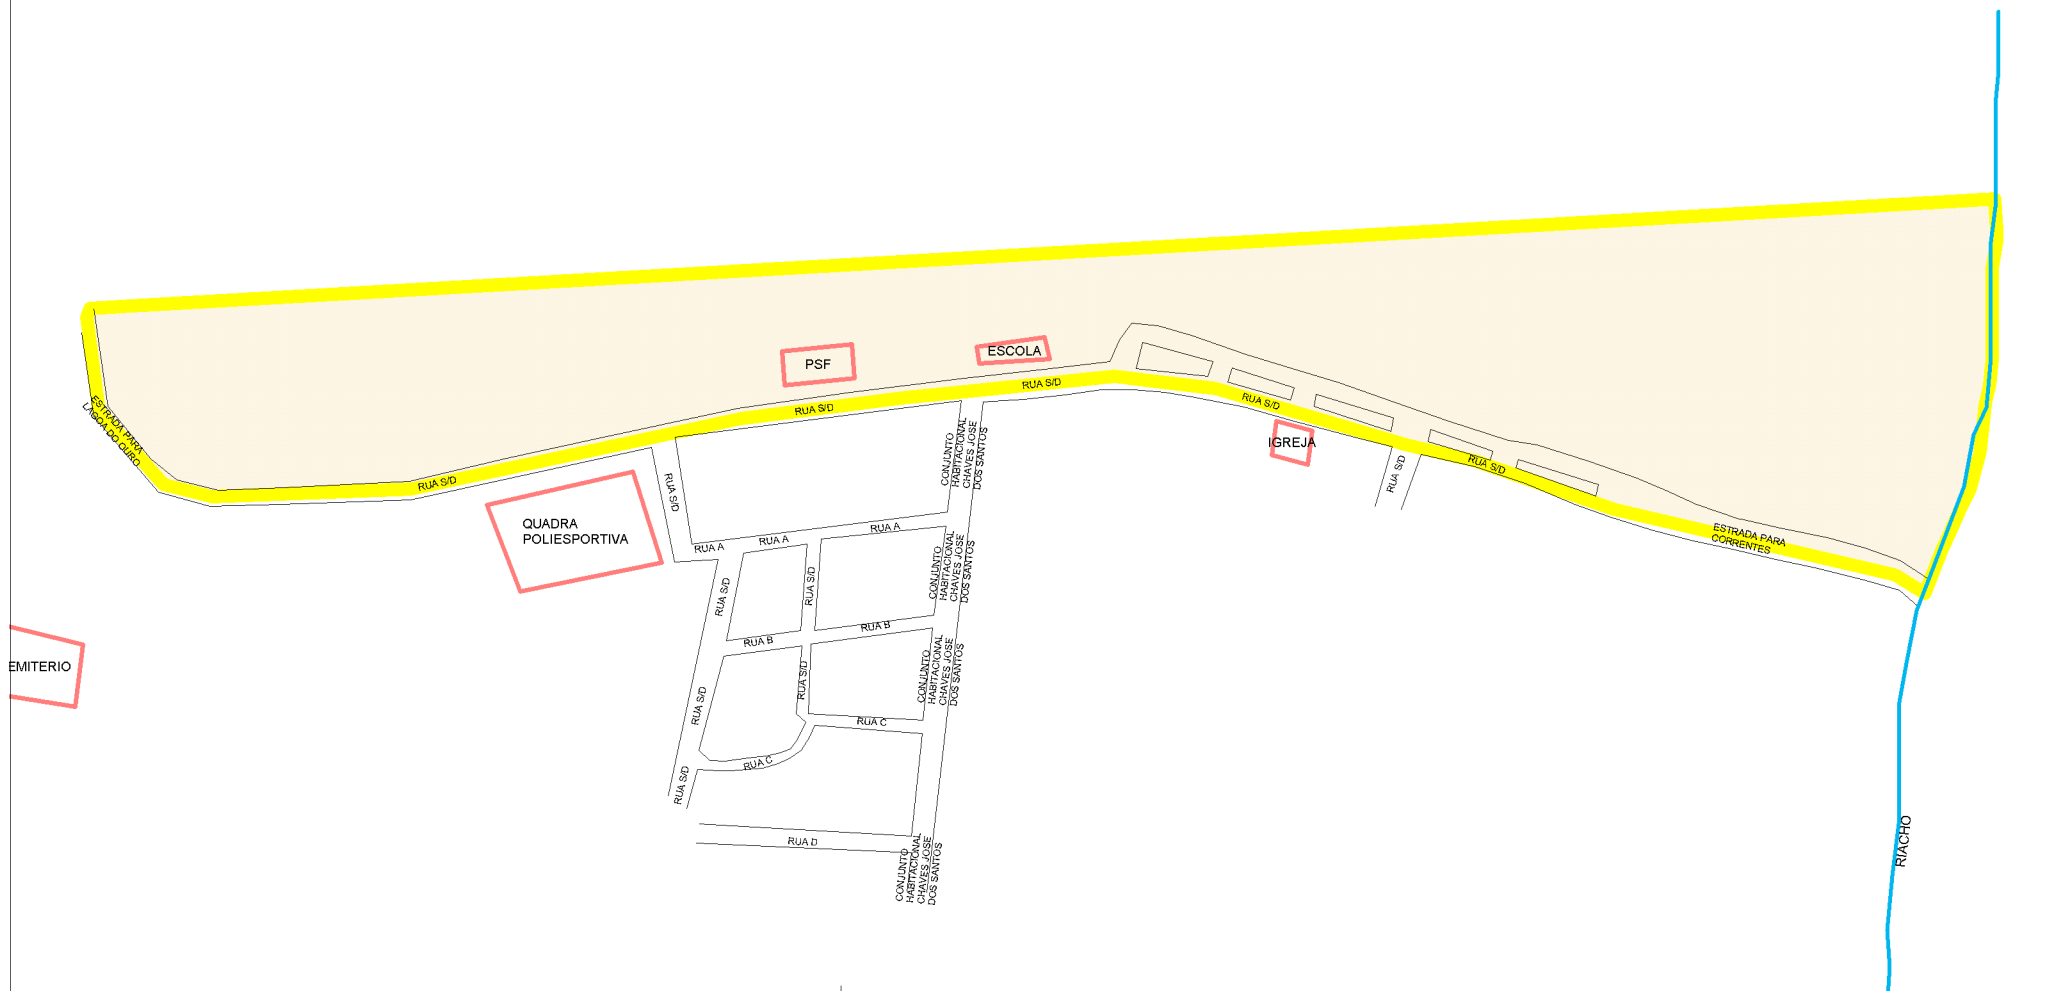 PSF
ESCOLA
RUA S/D
RUA S/D
RUA S/D
ESTRADA PARA
LAGOA DO OURO
RUA S/D
RUA S/D
IGREJA
RUA S/D
RUA S/D
ESTRADA PARA
CORRENTES
QUADRA
POLIESPORTIVA
CONJUNTO
HABITACIONAL
CHAVES JOSE
DOS SANTOS
RUA A
RUA A
RUA A
RUA S/D
RUA S/D
CONJUNTO
HABITACIONAL
CHAVES JOSE
DOS SANTOS
RUA B
RUA B
EMITERIO
RUA S/D
RUA S/D
CONJUNTO
HABITACIONAL
CHAVES JOSE
DOS SANTOS
RUA C
RUA C
RUA S/D
RUA D
CONJUNTO
HABITACIONAL
CHAVES JOSE
DOS SANTOS
RIACHO